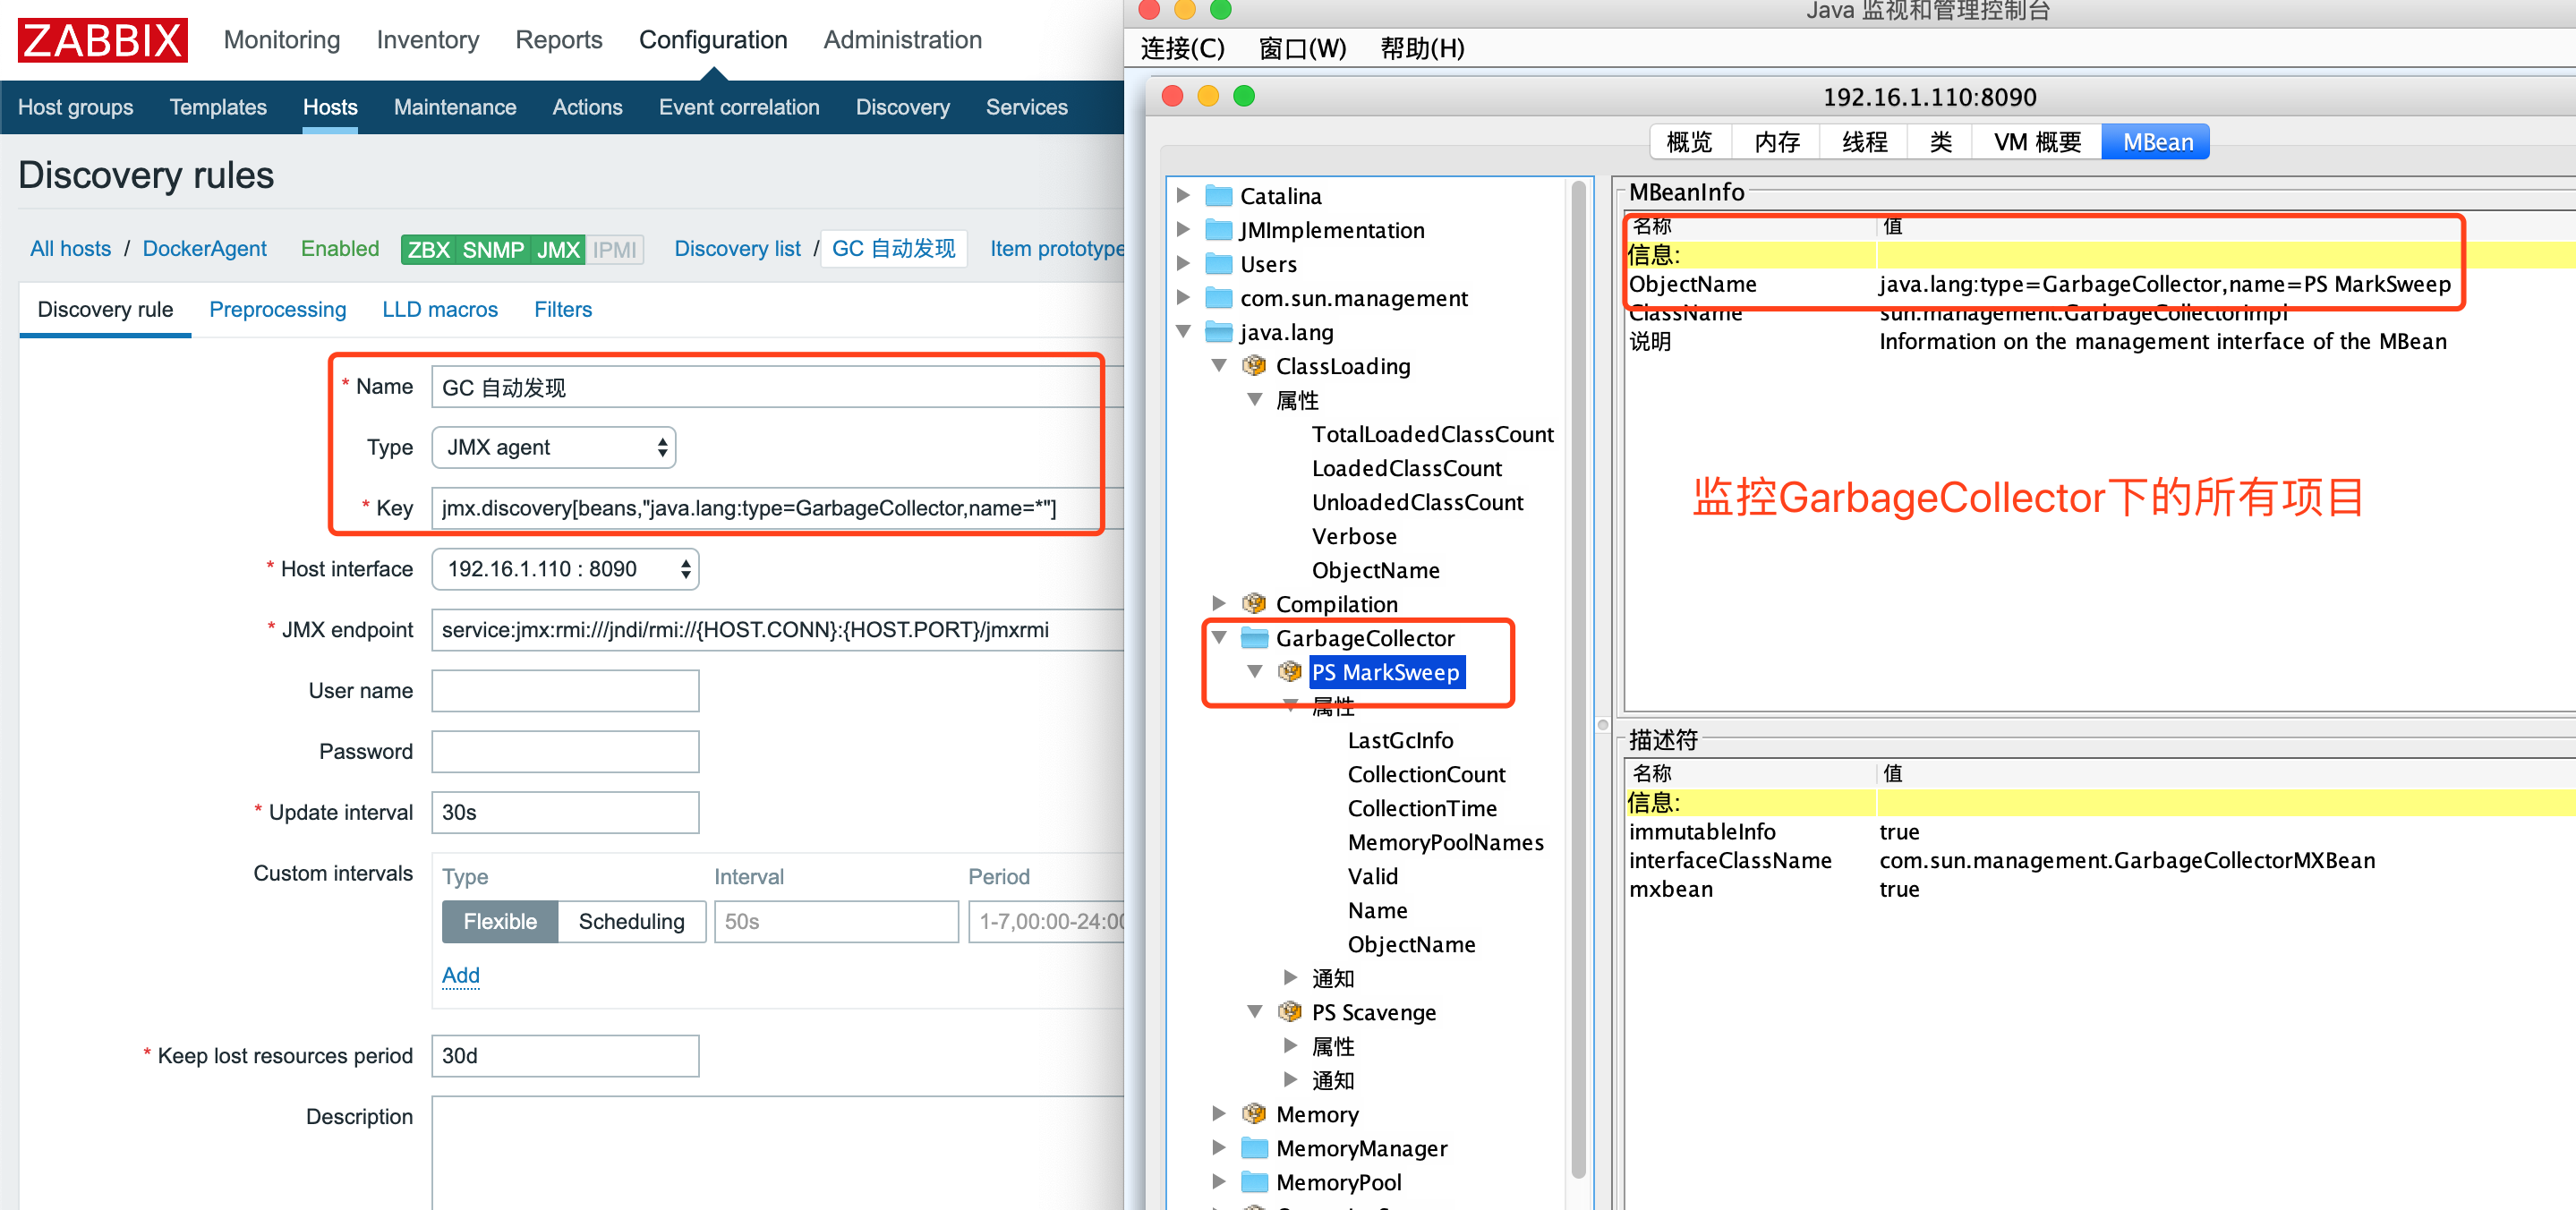 ZABBIX
Monitoring Inventory Reports Configuration Administration
Host groups Templates Hosts Maintenance Actions Event correlation Discovery Services
Discovery rules
All hosts / DockerAgent Enabled ZBX SNMP JMX IPMI Discovery list / GC 自动发现 Item prototype
Discovery rule Preprocessing LLD macros Filters
* Name GC 自动发现
Type JMX agent
* Key jmx.discovery[beans,"java.lang:type=GarbageCollector,name=*"]
* Host interface 192.16.1.110 : 8090
* JMX endpoint service:jmx:rmi:///jndi/rmi://{HOST.CONN}:{HOST.PORT}/jmxrmi
User name
Password
* Update interval 30s
Custom intervals Type Interval Period
Flexible Scheduling 50s 1-7,00:00-24:00
Add
* Keep lost resources period 30d
Description
Java 监视和管理控制台
连接(C) 窗口(W) 帮助(H)
192.16.1.110:8090
概览 内存 线程 类 VM 概要 MBean
Catalina
JMImplementation
Users
com.sun.management
java.lang
ClassLoading
属性
TotalLoadedClassCount
LoadedClassCount
UnloadedClassCount
Verbose
ObjectName
Compilation
GarbageCollector
PS MarkSweep
属性
LastGcInfo
CollectionCount
CollectionTime
MemoryPoolNames
Valid
Name
ObjectName
通知
PS Scavenge
属性
通知
Memory
MemoryManager
MemoryPool
MBeanInfo
名称 值
信息:
ObjectName java.lang:type=GarbageCollector,name=PS MarkSweep
ClassName sun.management.GarbageCollectorImpl
说明 Information on the management interface of the MBean
监控GarbageCollector下的所有项目
描述符
名称 值
信息:
immutableInfo true
interfaceClassName com.sun.management.GarbageCollectorMXBean
mxbean true